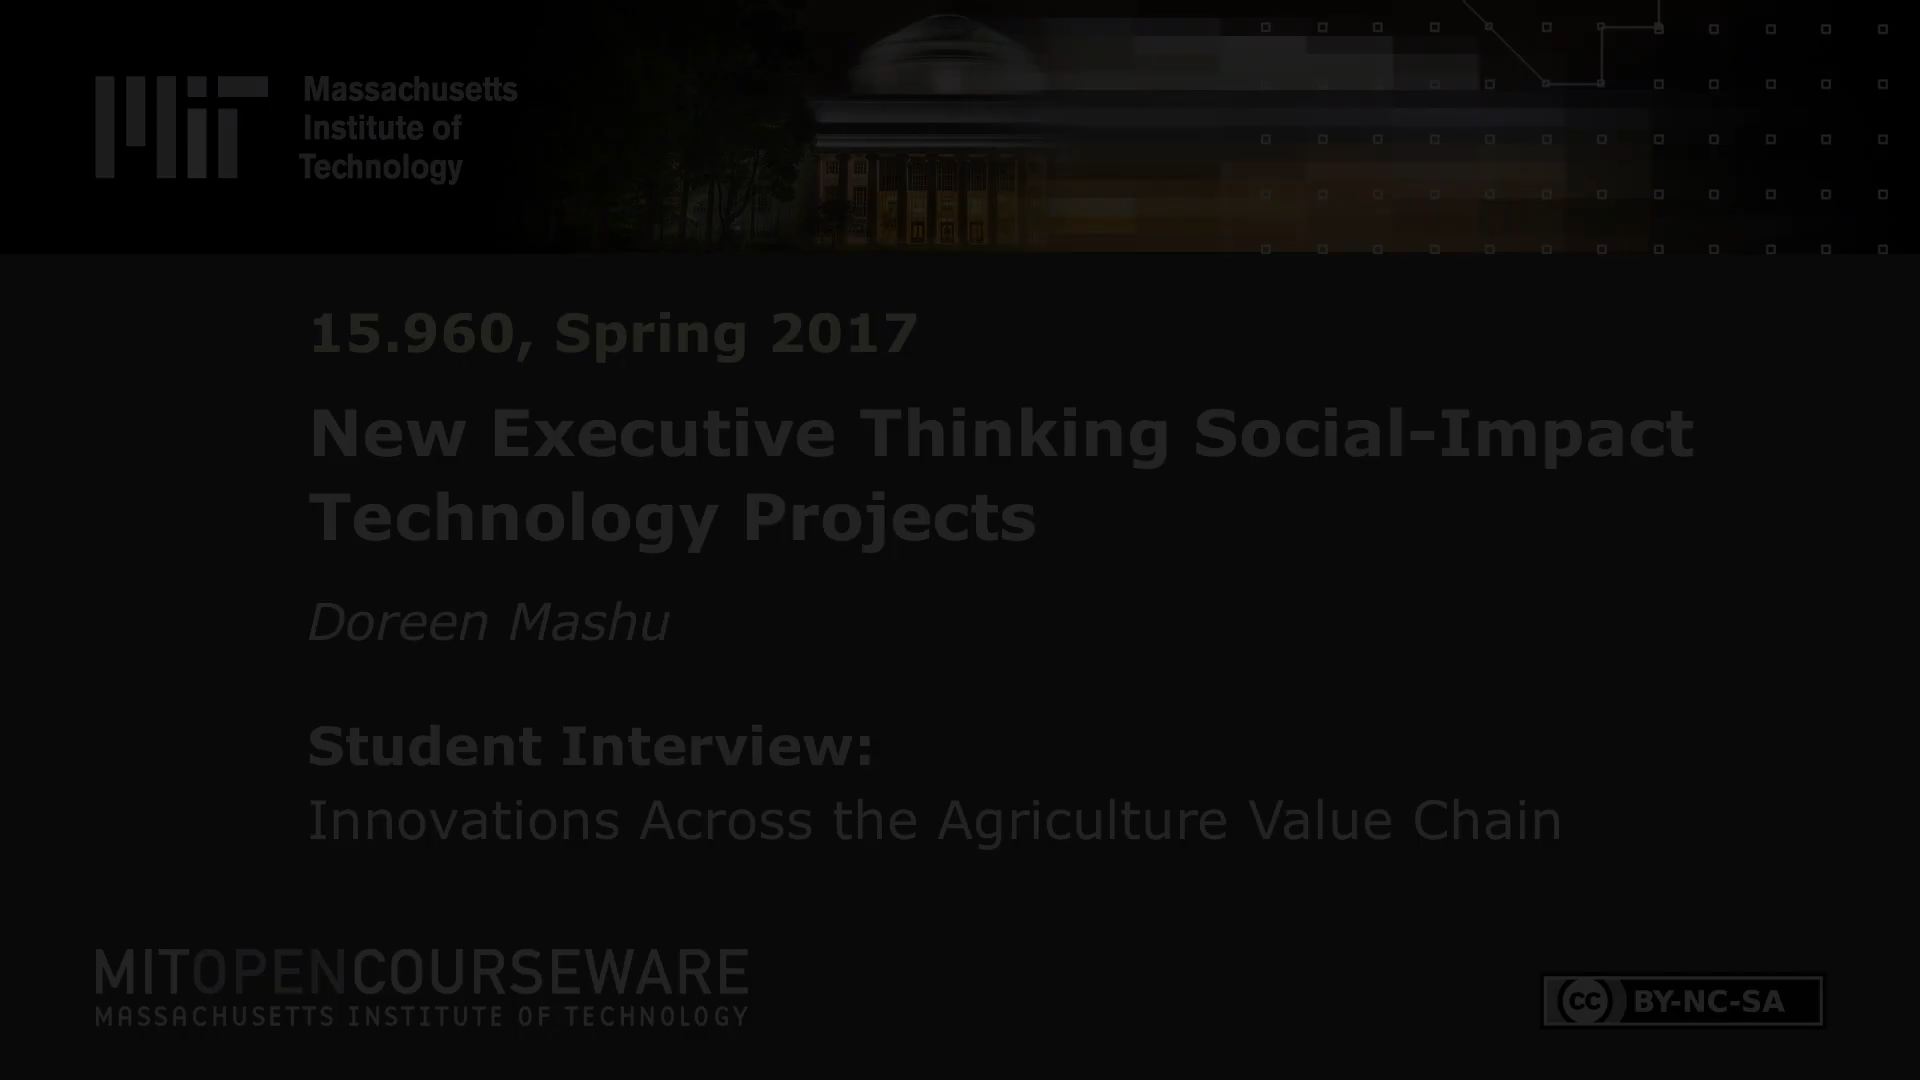 Massachusetts
Institute of
Technology
15.960, Spring 2017
New Executive Thinking Social-Impact
Technology Projects
Doreen Mashu
Student Interview:
Innovations Across the Agriculture Value Chain
MITOPENCOURSEWARE
MASSACHUSETTS INSTITUTE OF TECHNOLOGY
cc BY-NC-SA